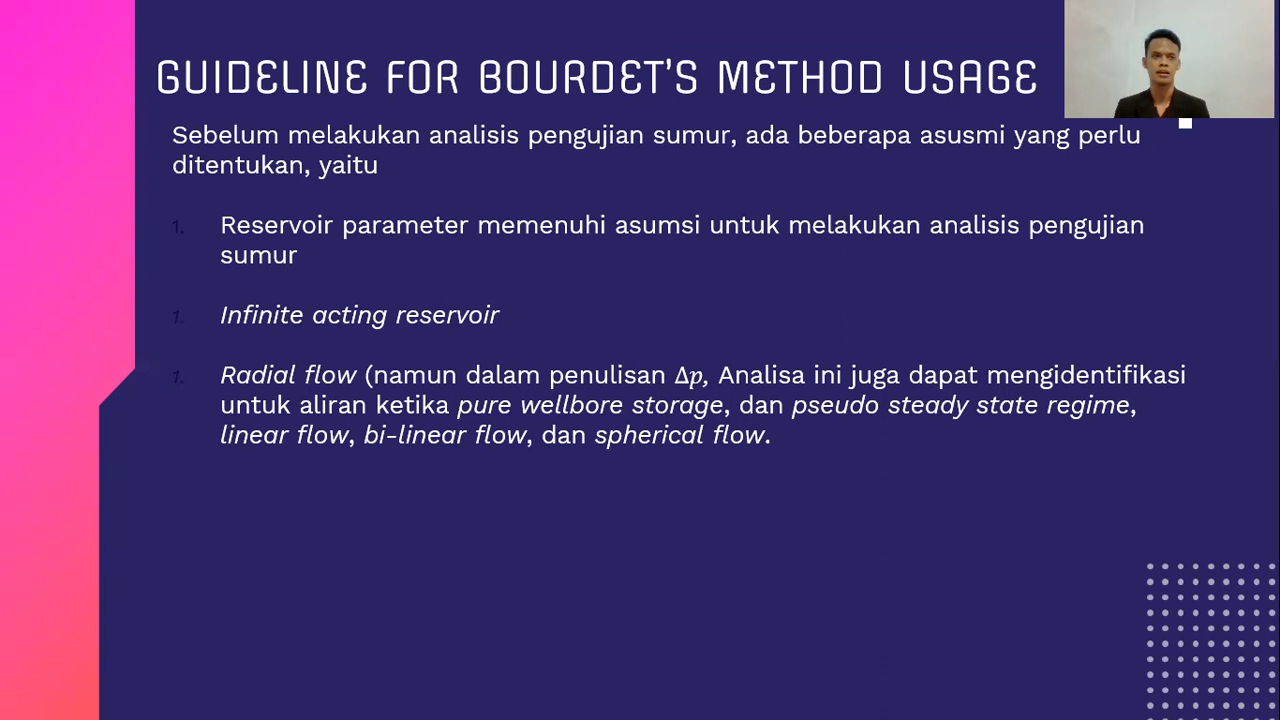 GUIDELINE FOR BOURDET'S METHOD USAGE
Sebelum melakukan analisis pengujian sumur, ada beberapa asusmi yang perlu
ditentukan, yaitu
1. Reservoir parameter memenuhi asumsi untuk melakukan analisis pengujian
sumur
1. Infinite acting reservoir
1. Radial flow (namun dalam penulisan Δp, Analisa ini juga dapat mengidentifikasi
untuk aliran ketika pure wellbore storage, dan pseudo steady state regime,
linear flow, bi-linear flow, dan spherical flow.